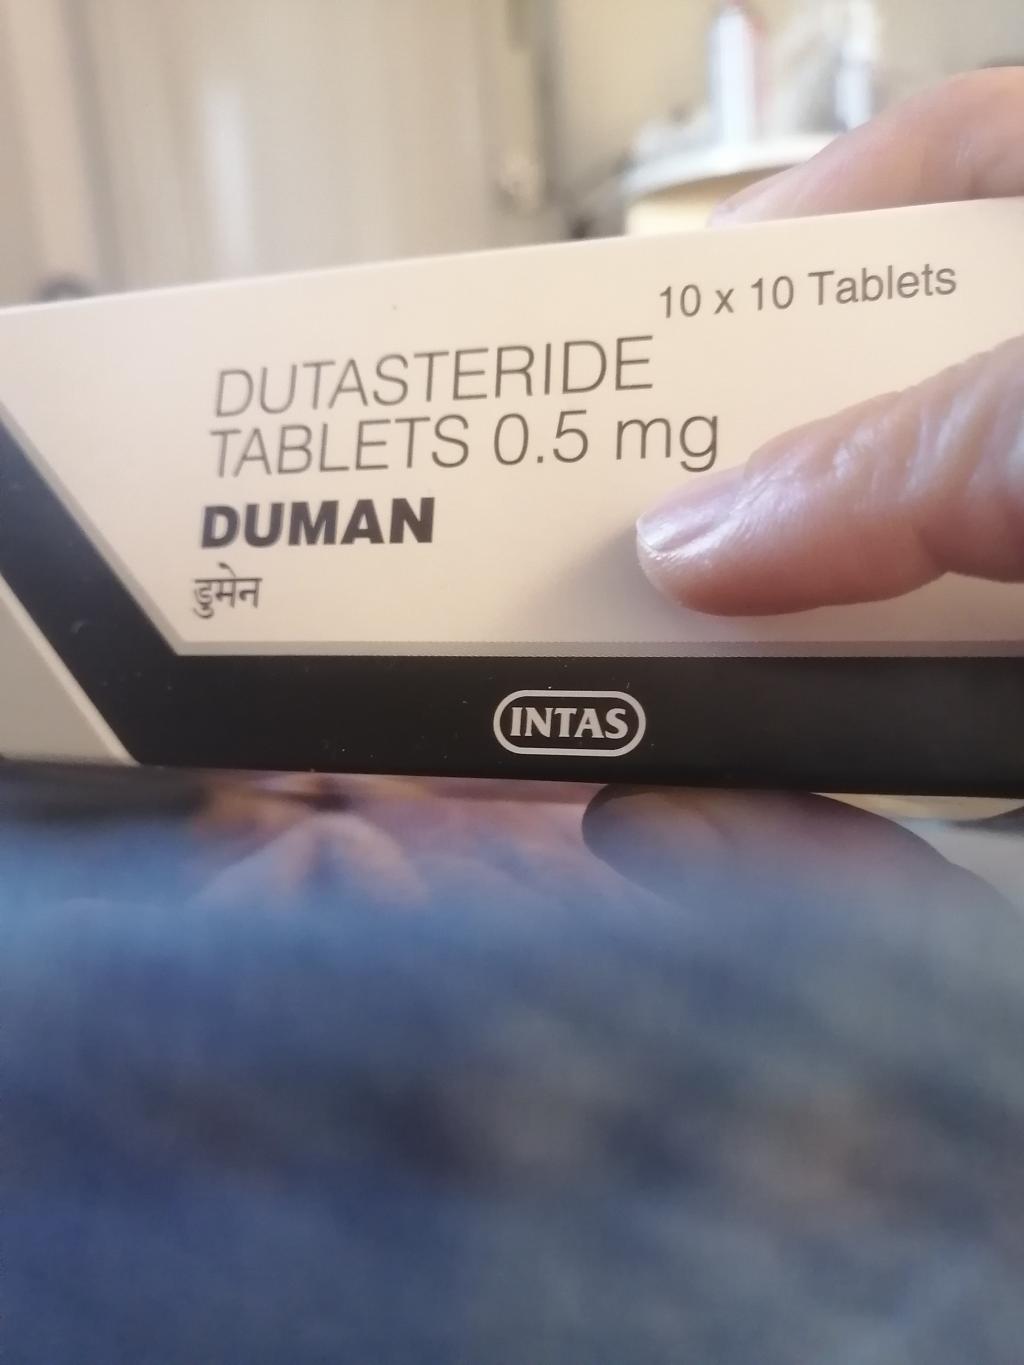 10 x 10 Tablets
DUTASTERIDE
TABLETS 0.5 mg
DUMAN
डुमेन
INTAS